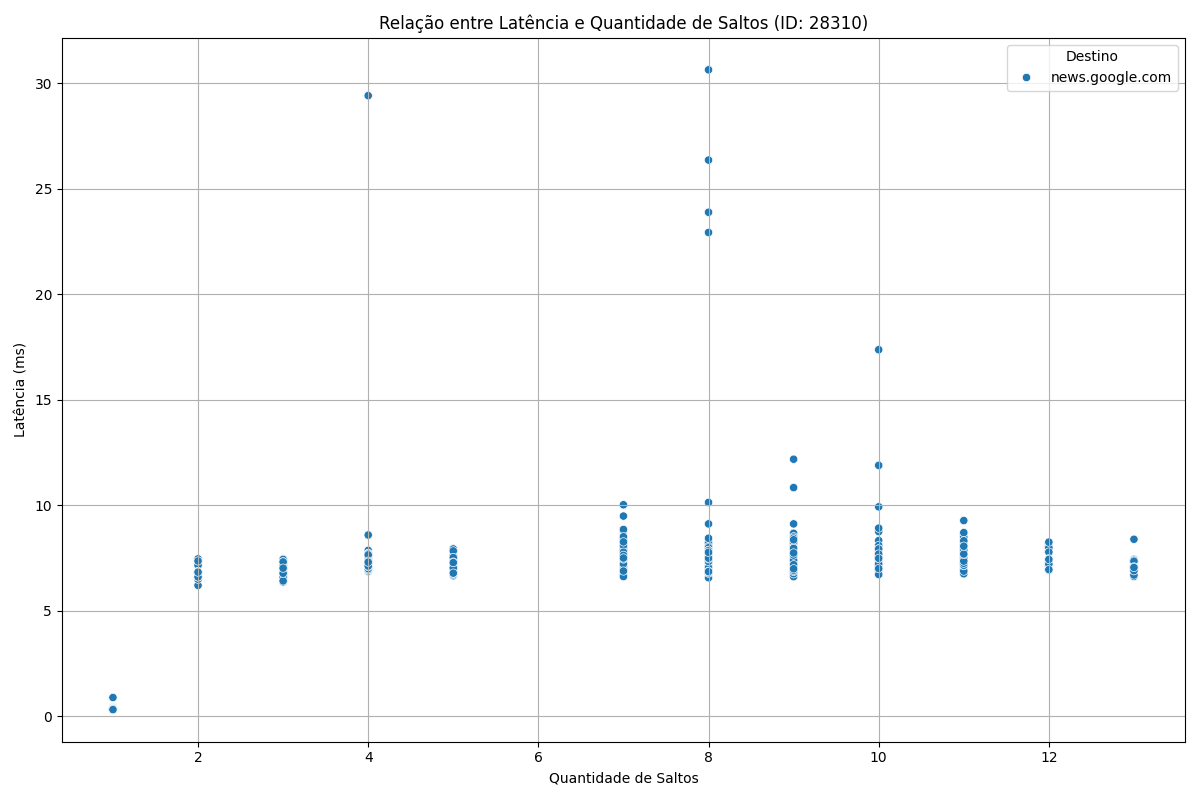 Relação entre Latência e Quantidade de Saltos (ID: 28310)
Destino
news.google.com
Latência (ms)
30
25
20
15
10
5
0
2 4 6 8 10 12
Quantidade de Saltos